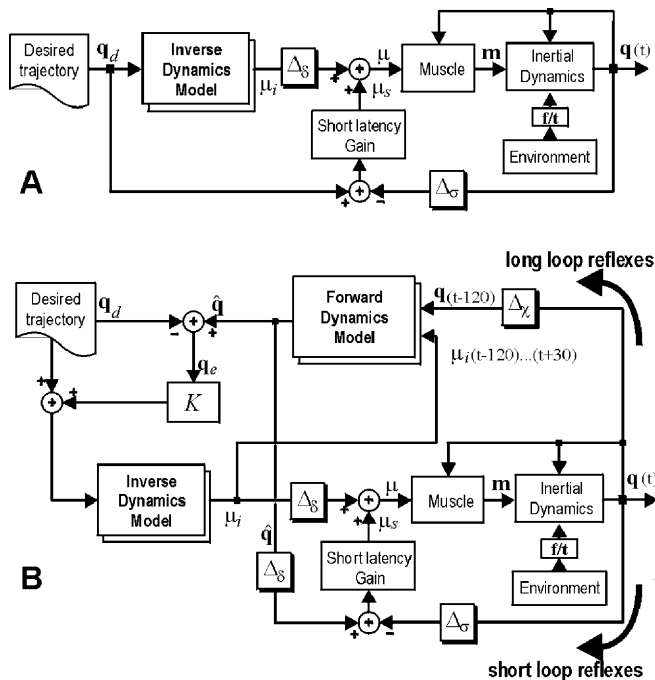 Desired
trajectory
q_d
Inverse
Dynamics
Model
μ_i
Δ_δ
+
+
+
μ
μ_s
Muscle
m
Inertial
Dynamics
q(t)
Short latency
Gain
f/t
Environment
A
+
+
-
Δ_σ
long loop reflexes
Desired
trajectory
q_d
-
+
+
q̂
Forward
Dynamics
Model
q(t-120)
Δ_χ
μ_i(t-120)...(t+30)
q_e
K
+
+
+
Inverse
Dynamics
Model
μ_i
Δ_δ
+
+
+
μ
μ_s
Muscle
m
Inertial
Dynamics
q(t)
q̂
Δ_δ
Short latency
Gain
f/t
Environment
B
+
+
-
Δ_σ
short loop reflexes